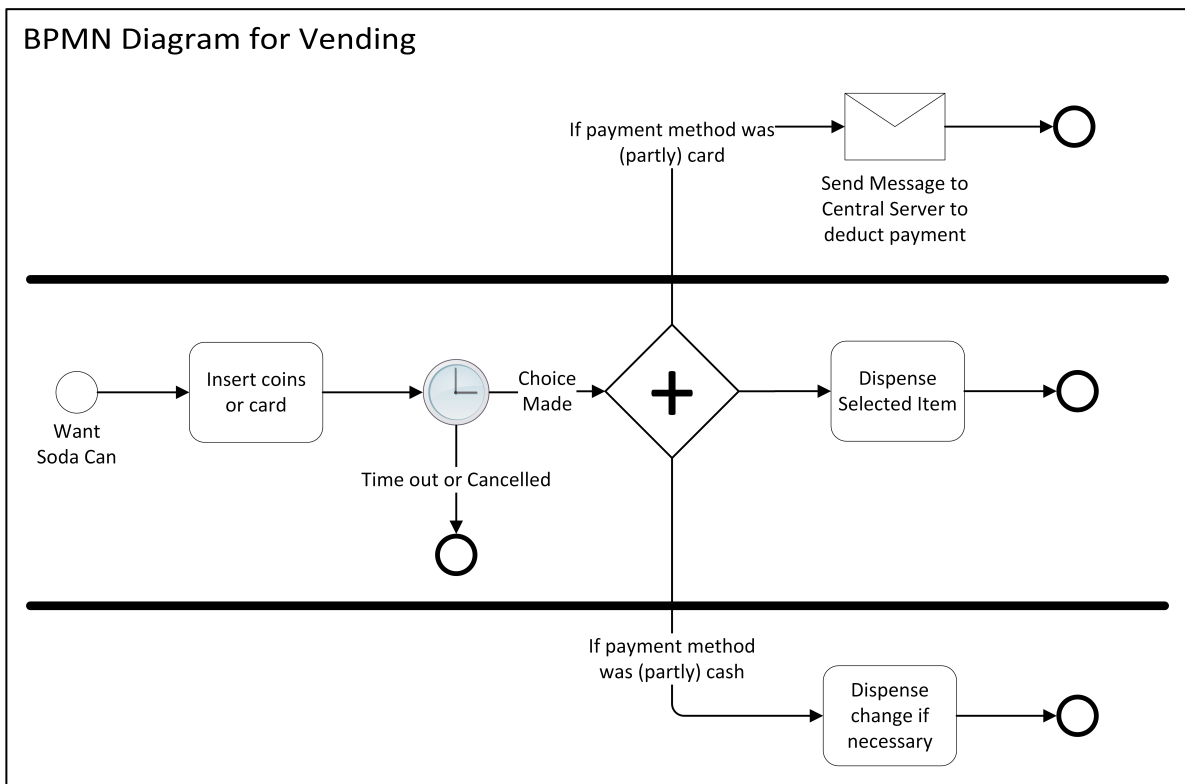 BPMN Diagram for Vending
If payment method was
(partly) card
Send Message to
Central Server to
deduct payment
Want
Soda Can
Insert coins
or card
Choice
Made
Time out or Cancelled
Dispense
Selected Item
If payment method
was (partly) cash
Dispense
change if
necessary